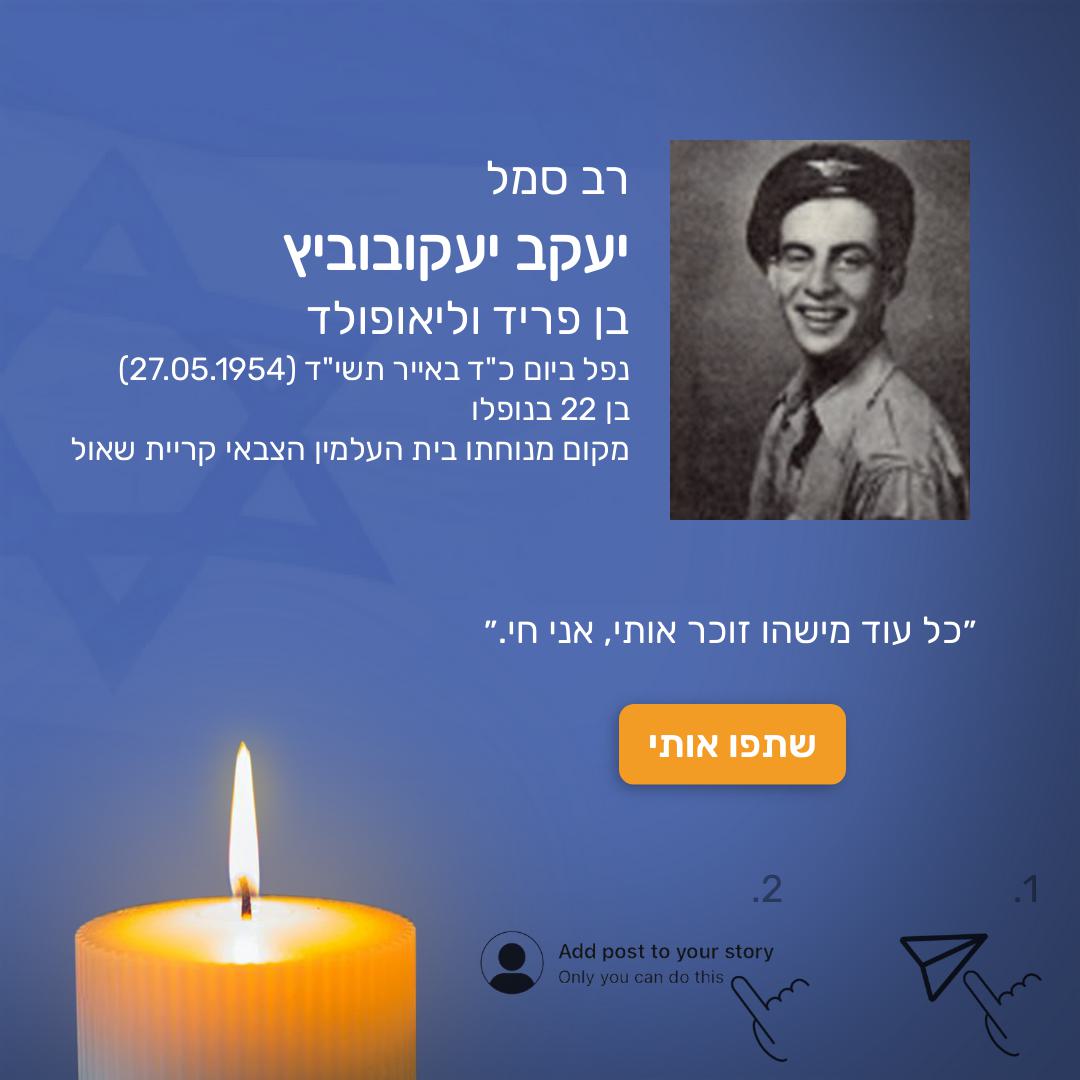 רב סמל
יעקב יעקובוביץ
בן פריד וליאופולד
נפל ביום כ"ד באייר תשי"ד (27.05.1954)
בן 22 בנופלו
מקום מנוחתו בית העלמין הצבאי קריית שאול
״כל עוד מישהו זוכר אותי, אני חי.״
שתפו אותי
1.
2.
Add post to your story
Only you can do this